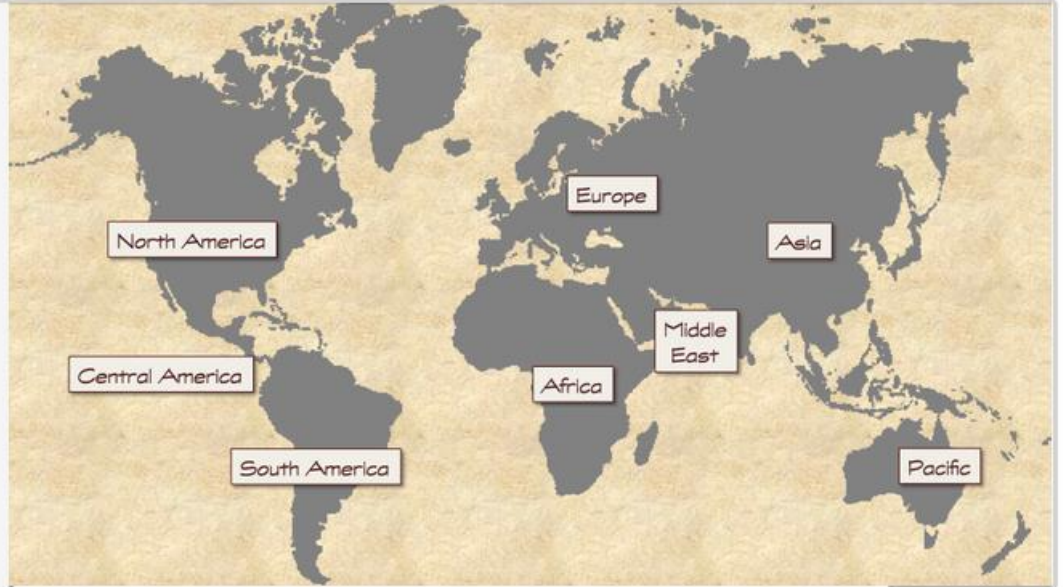 Europe
North America
Asia
Middle
East
Central America
Africa
South America
Pacific